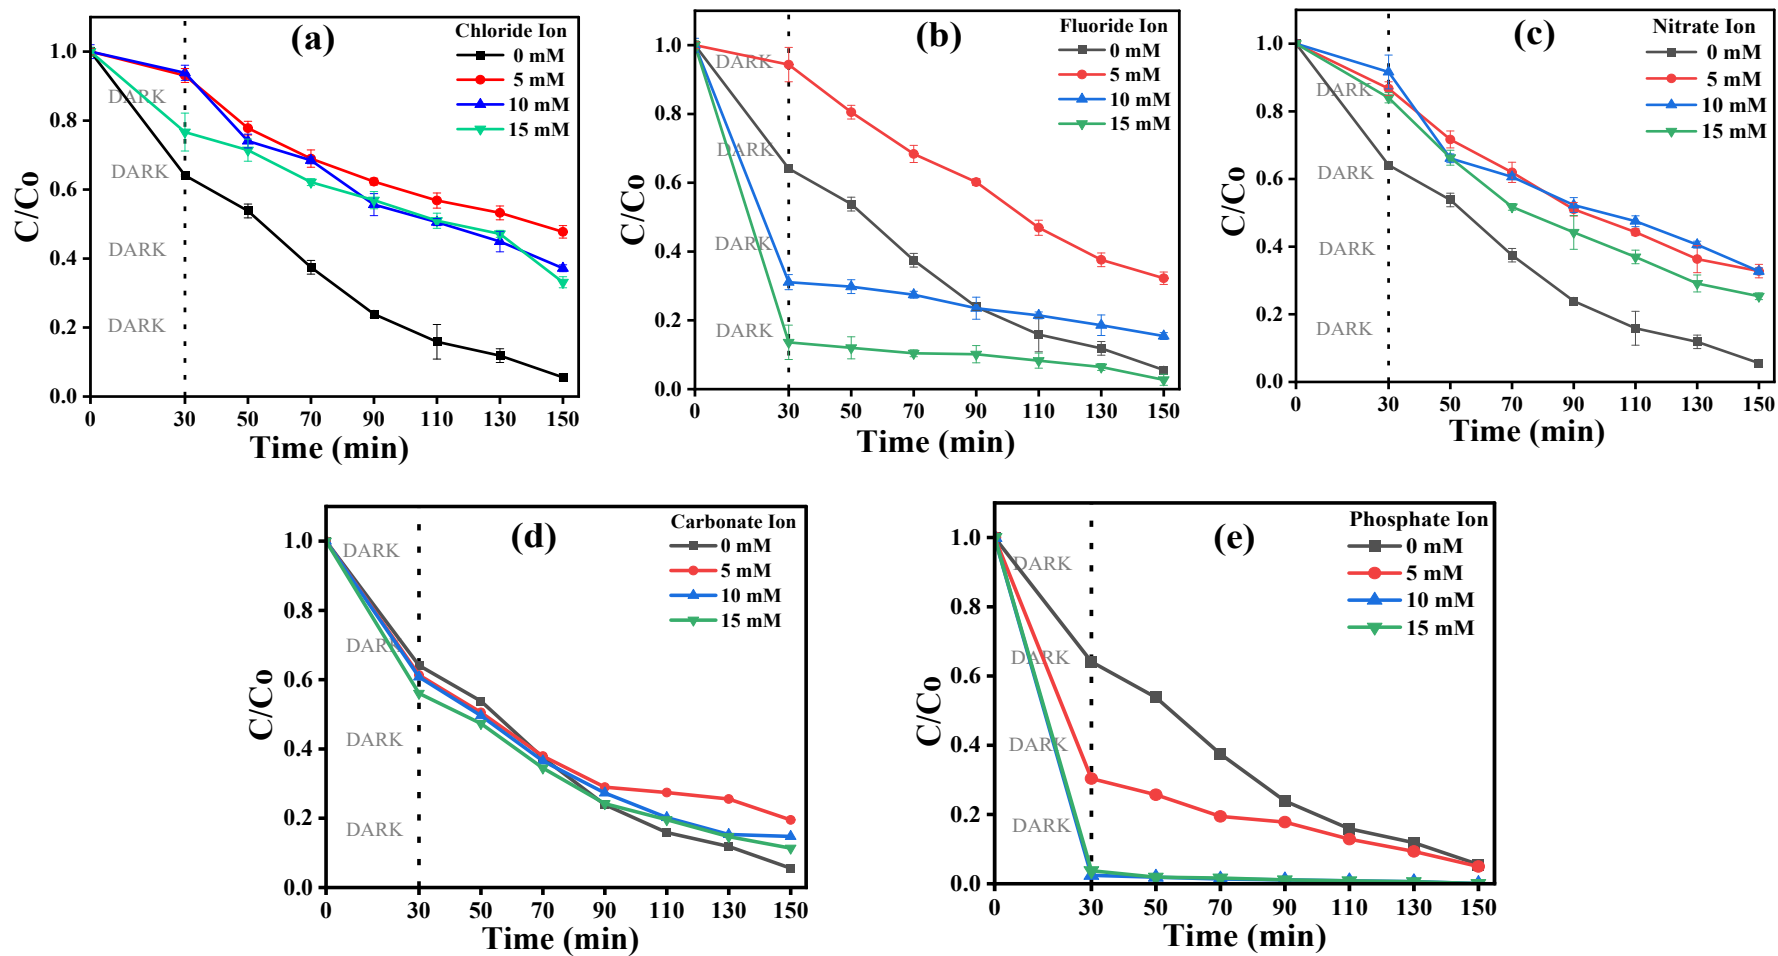 (a)
Chloride Ion
0 mM
5 mM
10 mM
15 mM
DARK
DARK
DARK
DARK
C/Co
1.0
0.8
0.6
0.4
0.2
0.0
0 30 50 70 90 110 130 150
Time (min)
(b)
Fluoride Ion
0 mM
5 mM
10 mM
15 mM
DARK
DARK
DARK
DARK
C/Co
1.0
0.8
0.6
0.4
0.2
0.0
0 30 50 70 90 110 130 150
Time (min)
(c)
Nitrate Ion
0 mM
5 mM
10 mM
15 mM
DARK
DARK
DARK
DARK
C/Co
1.0
0.8
0.6
0.4
0.2
0.0
0 30 50 70 90 110 130 150
Time (min)
(d)
Carbonate Ion
0 mM
5 mM
10 mM
15 mM
DARK
DARK
DARK
DARK
C/Co
1.0
0.8
0.6
0.4
0.2
0.0
0 30 50 70 90 110 130 150
Time (min)
(e)
Phosphate Ion
0 mM
5 mM
10 mM
15 mM
DARK
DARK
DARK
DARK
C/Co
1.0
0.8
0.6
0.4
0.2
0.0
0 30 50 70 90 110 130 150
Time (min)